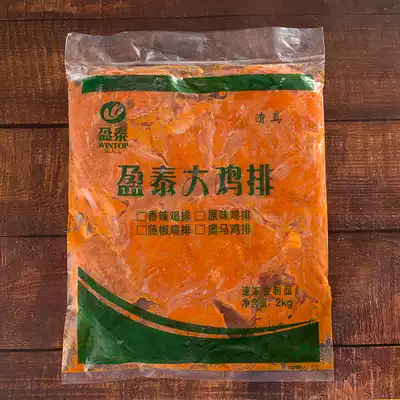 盈泰
WINTOP
清真
盈泰大鸡排
□香辣鸡排 □原味鸡排
□藤椒鸡排 □奥马鸡排
速冻生制品
净含量: 2kg